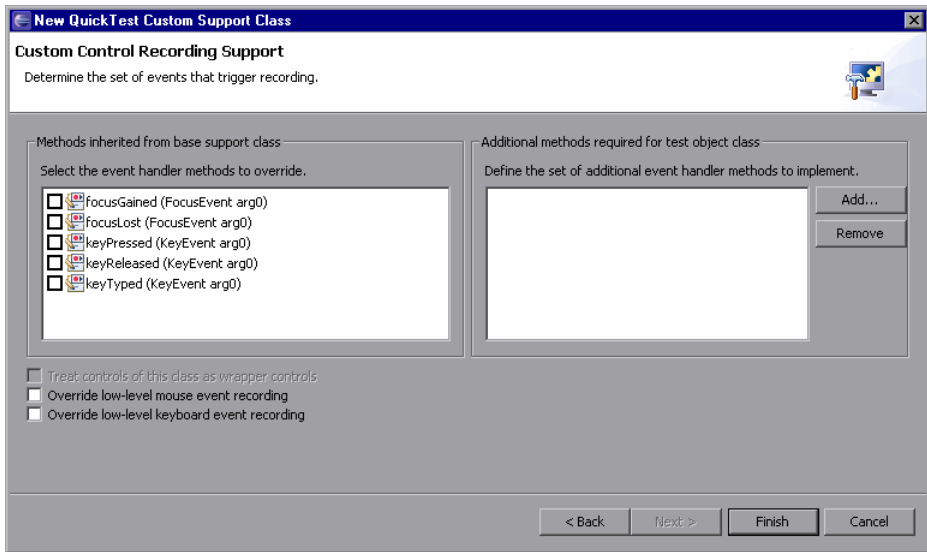 New QuickTest Custom Support Class
Custom Control Recording Support
Determine the set of events that trigger recording.
Methods inherited from base support class
Select the event handler methods to override.
focusGained (FocusEvent arg0)
focusLost (FocusEvent arg0)
keyPressed (KeyEvent arg0)
keyReleased (KeyEvent arg0)
keyTyped (KeyEvent arg0)
Additional methods required for test object class
Define the set of additional event handler methods to implement.
Add...
Remove
Treat controls of this class as wrapper controls
Override low-level mouse event recording
Override low-level keyboard event recording
< Back
Next >
Finish
Cancel